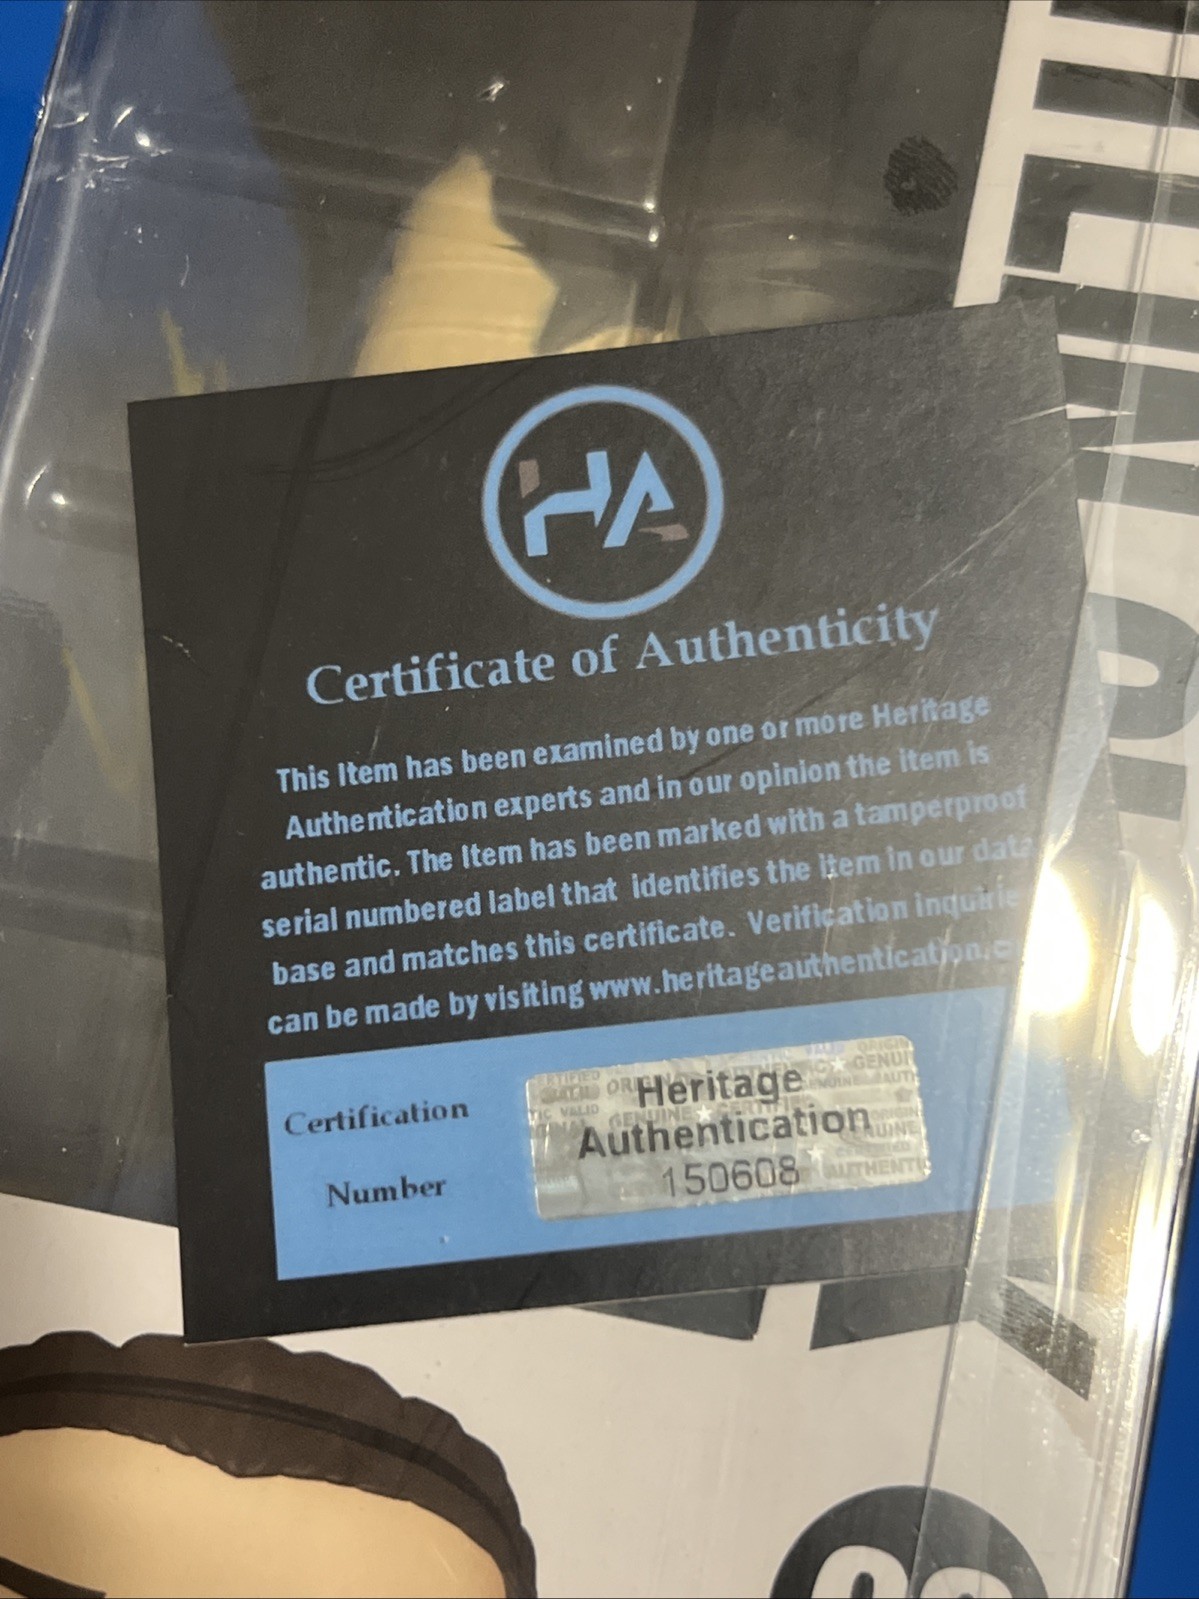 HA
Certificate of Authenticity
This Item has been examined by one or more Heritage
Authentication experts and in our opinion the item is
authentic. The Item has been marked with a tamperproof
serial numbered label that identifies the item in our data
base and matches this certificate. Verification inquirie
can be made by visiting www.heritageauthentication.c
Certification
Number
Heritage
Authentication
150608